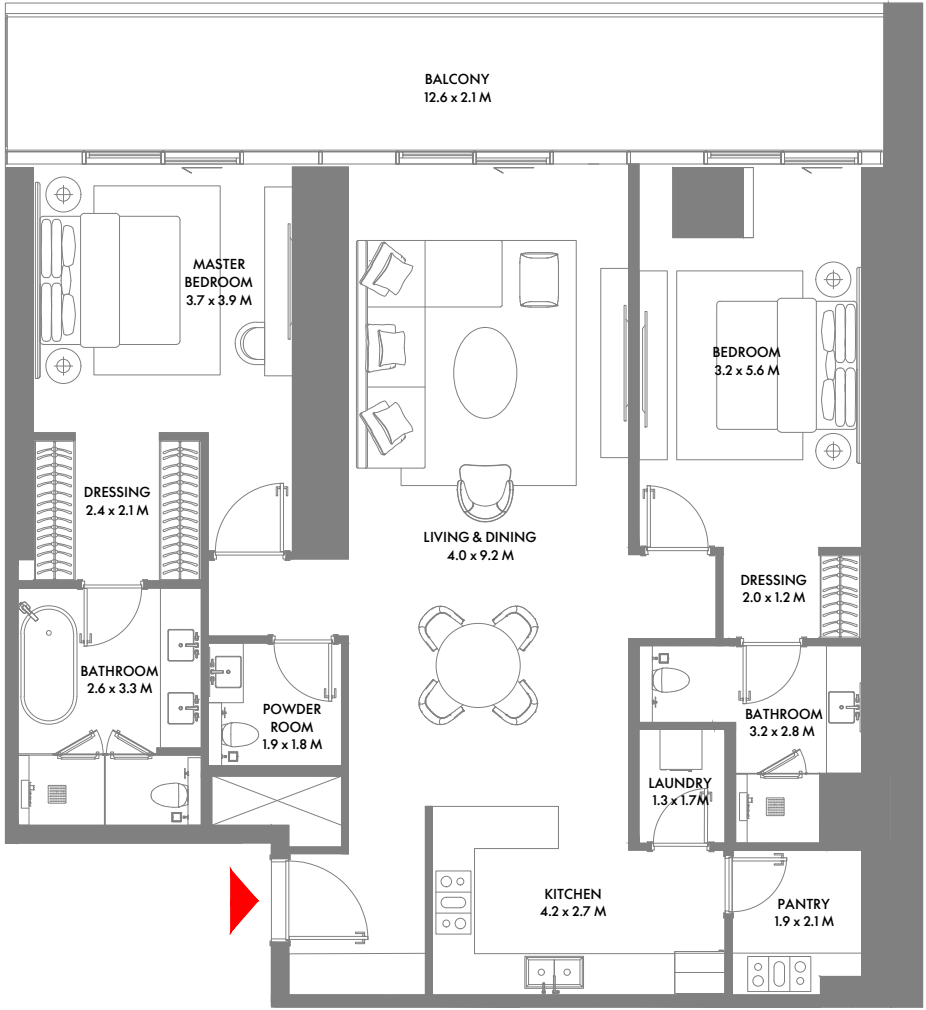 BALCONY
12.6 x 2.1 M
MASTER
BEDROOM
3.7 x 3.9 M
BEDROOM
3.2 x 5.6 M
DRESSING
2.4 x 2.1 M
LIVING & DINING
4.0 x 9.2 M
DRESSING
2.0 x 1.2 M
BATHROOM
2.6 x 3.3 M
POWDER
ROOM
1.9 x 1.8 M
BATHROOM
3.2 x 2.8 M
LAUNDRY
1.3 x 1.7M
KITCHEN
4.2 x 2.7 M
PANTRY
1.9 x 2.1 M